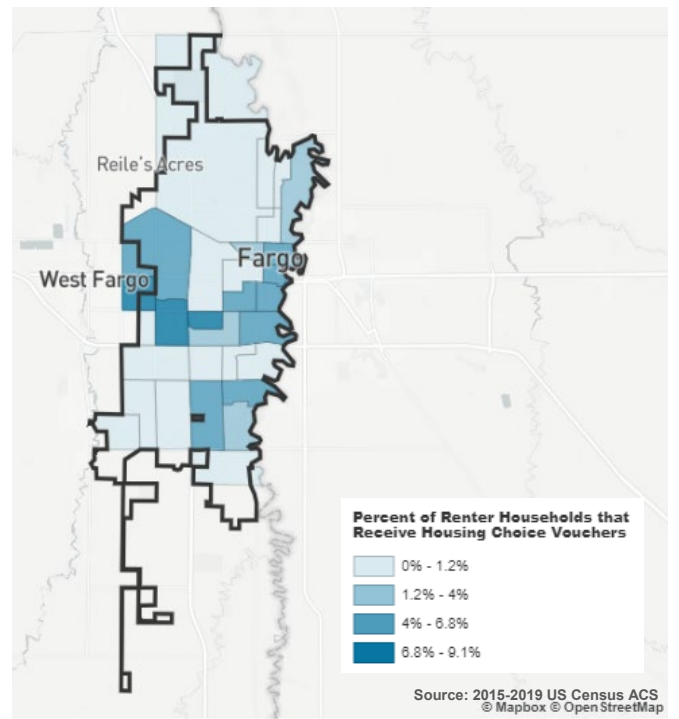 Reile's Acres
Fargo
West Fargo
Percent of Renter Households that
Receive Housing Choice Vouchers
0% - 1.2%
1.2% - 4%
4% - 6.8%
6.8% - 9.1%
Source: 2015-2019 US Census ACS
© Mapbox © OpenStreetMap